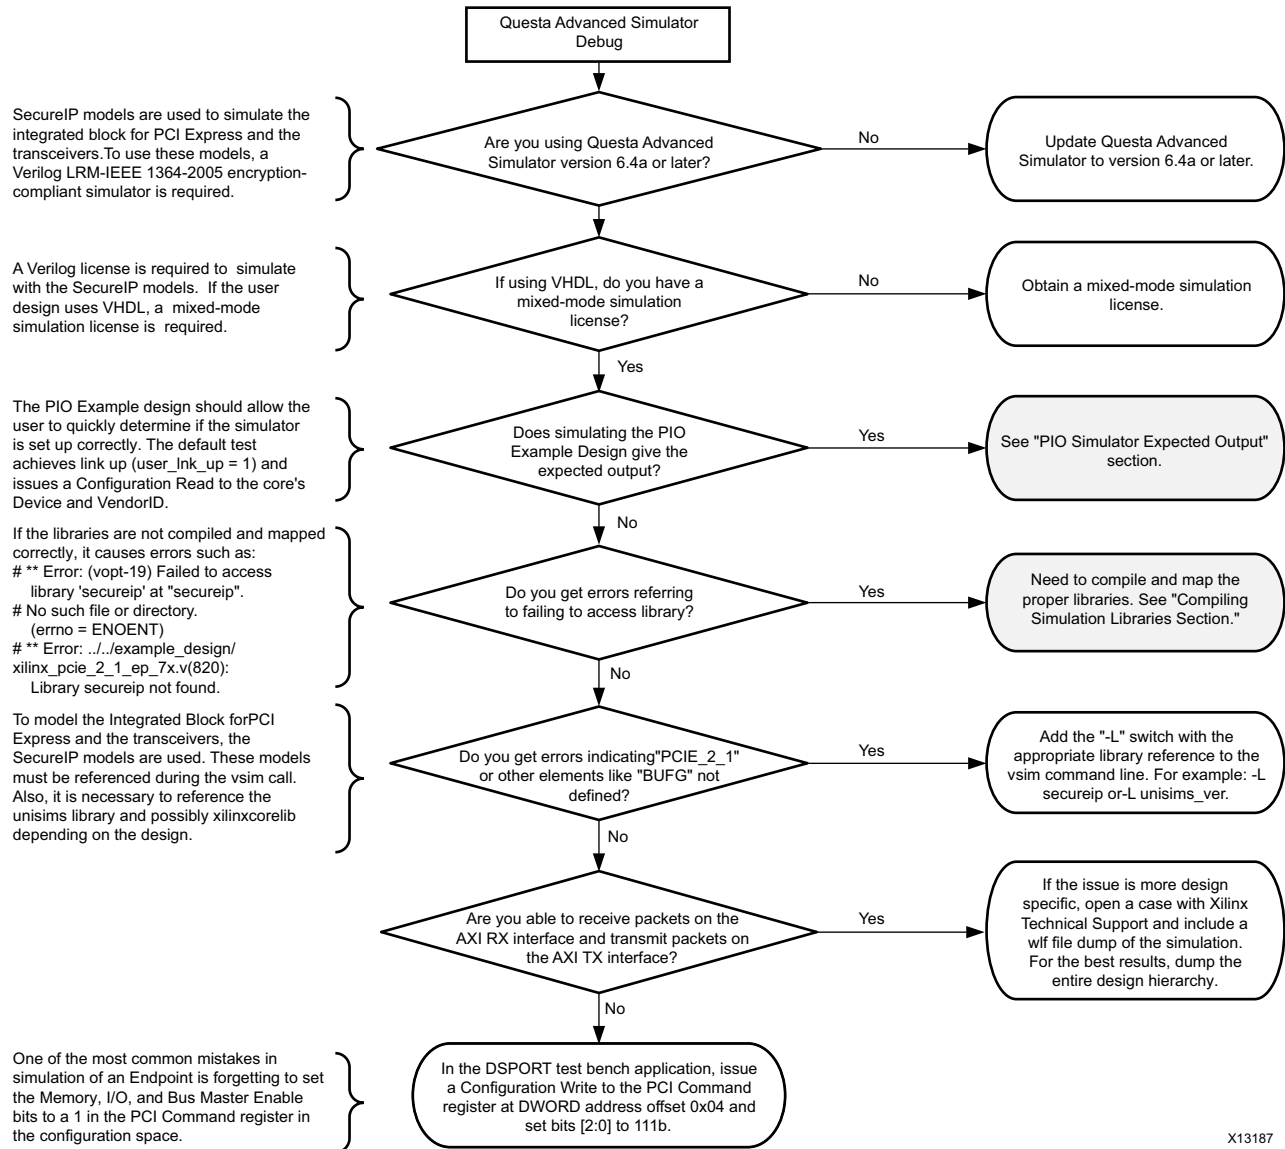 Questa Advanced Simulator
Debug
SecureIP models are used to simulate the
integrated block for PCI Express and the
transceivers.To use these models, a
Verilog LRM-IEEE 1364-2005 encryption-
compliant simulator is required.
Are you using Questa Advanced
Simulator version 6.4a or later?
No
Update Questa Advanced
Simulator to version 6.4a or later.
A Verilog license is required to simulate
with the SecureIP models. If the user
design uses VHDL, a mixed-mode
simulation license is required.
If using VHDL, do you have a
mixed-mode simulation
license?
No
Obtain a mixed-mode simulation
license.
Yes
The PIO Example design should allow the
user to quickly determine if the simulator
is set up correctly. The default test
achieves link up (user_lnk_up = 1) and
issues a Configuration Read to the core's
Device and VendorID.
Does simulating the PIO
Example Design give the
expected output?
Yes
See "PIO Simulator Expected Output"
section.
No
If the libraries are not compiled and mapped
correctly, it causes errors such as:
# ** Error: (vopt-19) Failed to access
library 'secureip' at "secureip".
# No such file or directory.
(errno = ENOENT)
# ** Error: ../../example_design/
xilinx_pcie_2_1_ep_7x.v(820):
Library secureip not found.
Do you get errors referring
to failing to access library?
Yes
Need to compile and map the
proper libraries. See "Compiling
Simulation Libraries Section."
No
To model the Integrated Block forPCI
Express and the transceivers, the
SecureIP models are used. These models
must be referenced during the vsim call.
Also, it is necessary to reference the
unisims library and possibly xilinxcorelib
depending on the design.
Do you get errors indicating"PCIE_2_1"
or other elements like "BUFG" not
defined?
Yes
Add the "-L" switch with the
appropriate library reference to the
vsim command line. For example: -L
secureip or-L unisims_ver.
No
Are you able to receive packets on the
AXI RX interface and transmit packets on
the AXI TX interface?
Yes
If the issue is more design
specific, open a case with Xilinx
Technical Support and include a
wlf file dump of the simulation.
For the best results, dump the
entire design hierarchy.
No
One of the most common mistakes in
simulation of an Endpoint is forgetting to set
the Memory, I/O, and Bus Master Enable
bits to a 1 in the PCI Command register in
the configuration space.
In the DSPORT test bench application, issue
a Configuration Write to the PCI Command
register at DWORD address offset 0x04 and
set bits [2:0] to 111b.
X13187